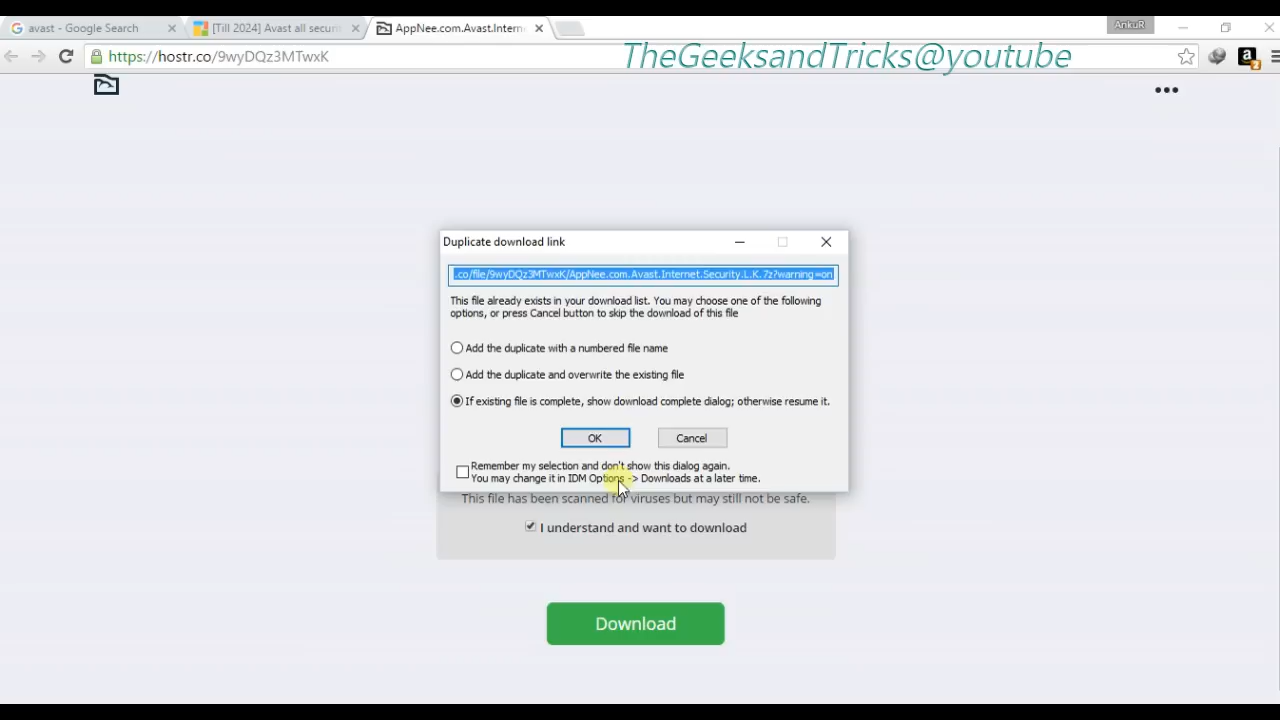 avast - Google Search
[Till 2024] Avast all securi
AppNee.com.Avast.Intern
AnkuR
https://hostr.co/9wyDQz3MTwxK
TheGeeksandTricks@youtube
Duplicate download link
.co/file/9wyDQz3MTwxK/AppNee.com.Avast.Internet.Security.L.K.7z?warning=on
This file already exists in your download list. You may choose one of the following
options, or press Cancel button to skip the download of this file
Add the duplicate with a numbered file name
Add the duplicate and overwrite the existing file
If existing file is complete, show download complete dialog; otherwise resume it.
OK
Cancel
Remember my selection and don't show this dialog again.
You may change it in IDM Options -> Downloads at a later time.
This file has been scanned for viruses but may still not be safe.
I understand and want to download
Download